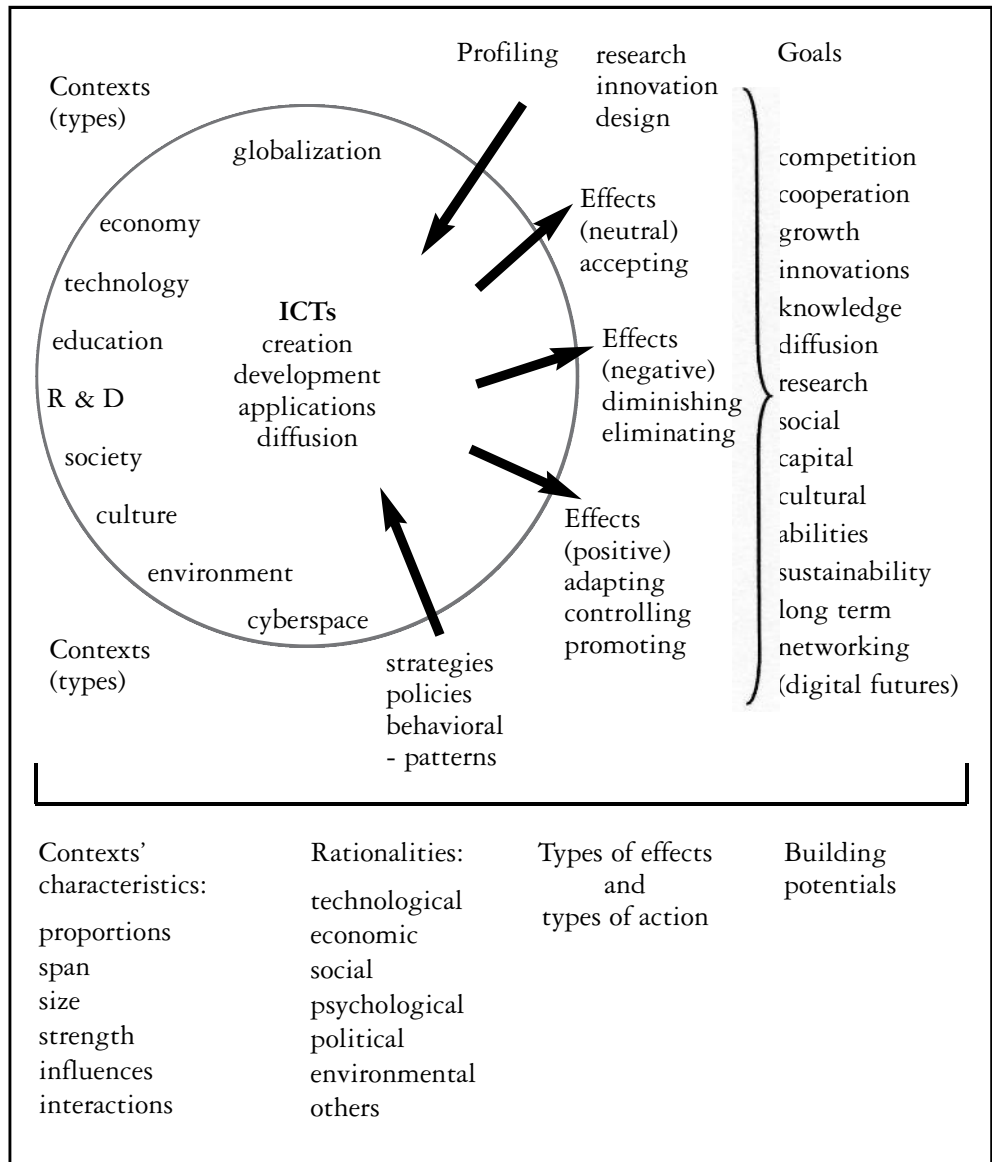 Profiling
research
innovation
design
Goals
Contexts
(types)
globalization
economy
technology
education
R & D
society
culture
environment
cyberspace
ICTs
creation
development
applications
diffusion
Effects
(neutral)
accepting
Effects
(negative)
diminishing
eliminating
Effects
(positive)
adapting
controlling
promoting
competition
cooperation
growth
innovations
knowledge
diffusion
research
social
capital
cultural
abilities
sustainability
long term
networking
(digital futures)
Contexts
(types)
strategies
policies
behavioral
- patterns
Contexts’
characteristics:
proportions
span
size
strength
influences
interactions
Rationalities:
technological
economic
social
psychological
political
environmental
others
Types of effects
and
types of action
Building
potentials